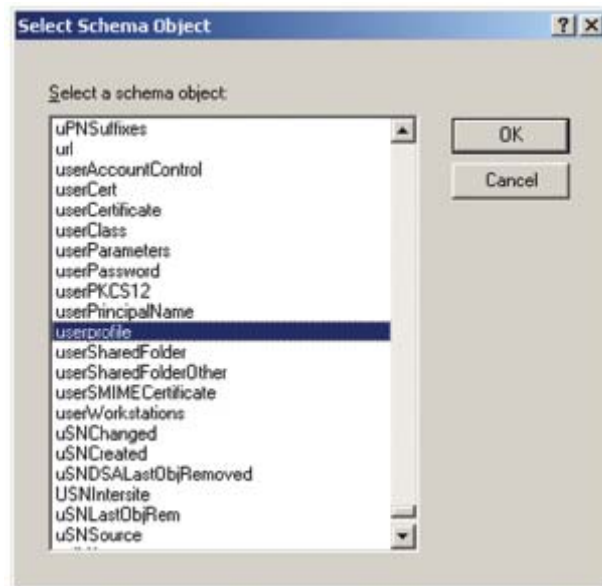 Select Schema Object
Select a schema object:
uPNSuffixes
url
userAccountControl
userCert
userCertificate
userClass
userParameters
userPassword
userPKCS12
userPrincipalName
userprofile
userSharedFolder
userSharedFolderOther
userSMIMECertificate
userWorkstations
uSNChanged
uSNCreated
uSNDSALastObjRemoved
USNIntersite
uSNLastObjRem
uSNSource
OK
Cancel